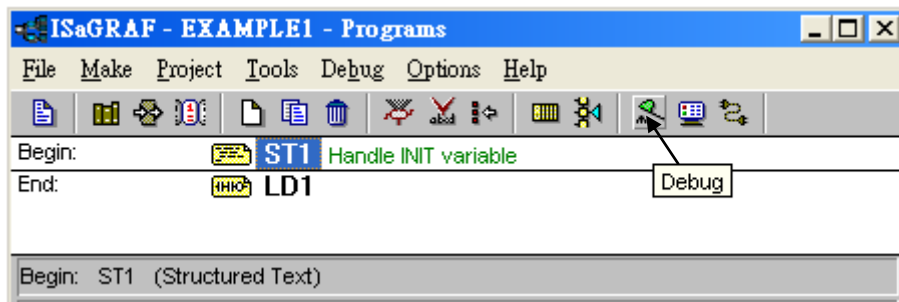 ISaGRAF - EXAMPLE1 - Programs
File Make Project Tools Debug Options Help
Begin: ST1 Handle INIT variable
End: LD1
Debug
Begin: ST1 (Structured Text)